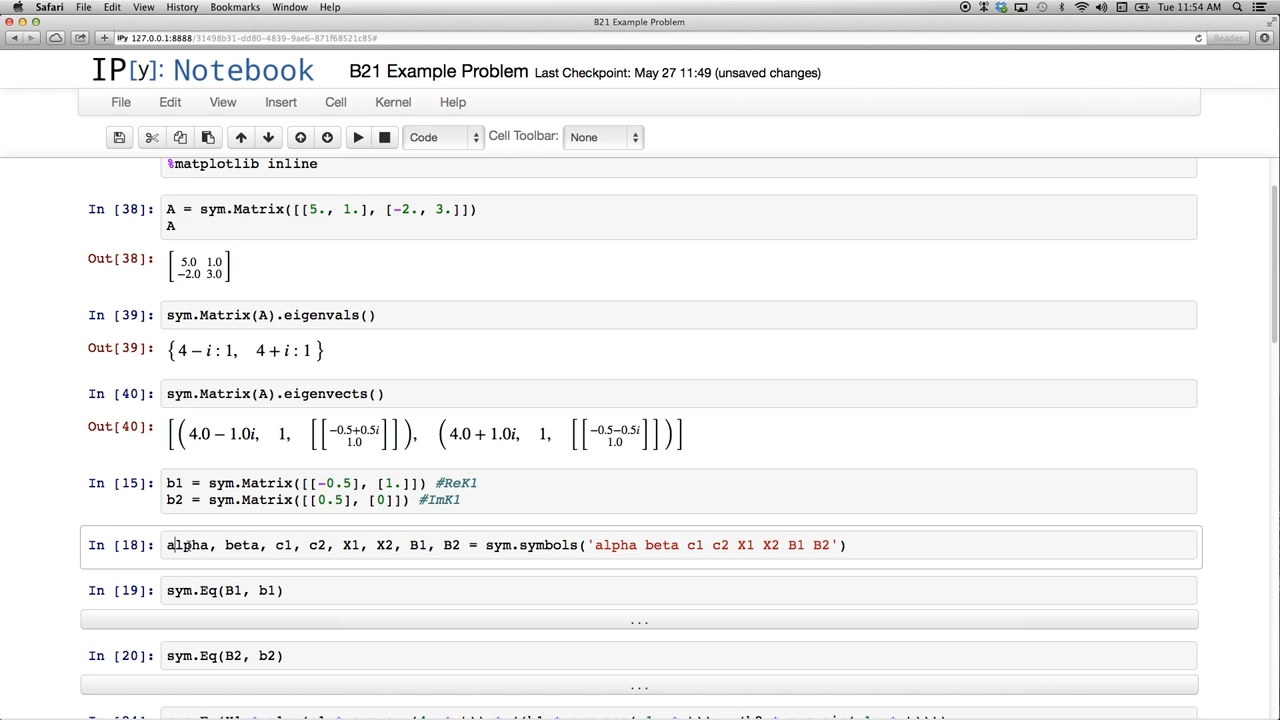 Safari File Edit View History Bookmarks Window Help Tue 11:54 AM
B21 Example Problem
IPy 127.0.0.1:8888/31498b31-dd80-4839-9ae6-871f68521c85# Reader
IP[y]: Notebook B21 Example Problem Last Checkpoint: May 27 11:49 (unsaved changes)
File Edit View Insert Cell Kernel Help
Code Cell Toolbar: None
%matplotlib inline
In [38]: A = sym.Matrix([[5., 1.], [-2., 3.]])
A
Out[38]: [5.0 1.0
−2.0 3.0]
In [39]: sym.Matrix(A).eigenvals()
Out[39]: {4 − i : 1, 4 + i : 1}
In [40]: sym.Matrix(A).eigenvects()
Out[40]: [(4.0 − 1.0i, 1, [[−0.5+0.5i
1.0]]), (4.0 + 1.0i, 1, [[−0.5−0.5i
1.0]])]
In [15]: b1 = sym.Matrix([[-0.5], [1.]]) #ReK1
b2 = sym.Matrix([[0.5], [0]]) #ImK1
In [18]: alpha, beta, c1, c2, X1, X2, B1, B2 = sym.symbols('alpha beta c1 c2 X1 X2 B1 B2')
In [19]: sym.Eq(B1, b1)
...
In [20]: sym.Eq(B2, b2)
...